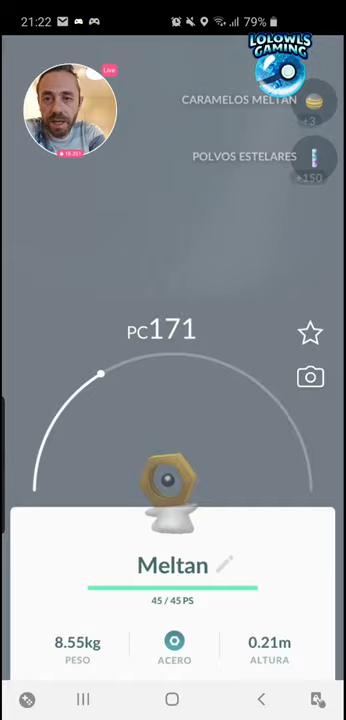 21:22
79%
LOLOWLS
GAMING
Live
CARAMELOS MELTAN
+3
POLVOS ESTELARES
+150
PC171
Meltan
45 / 45 PS
8.55kg
PESO
ACERO
0.21m
ALTURA